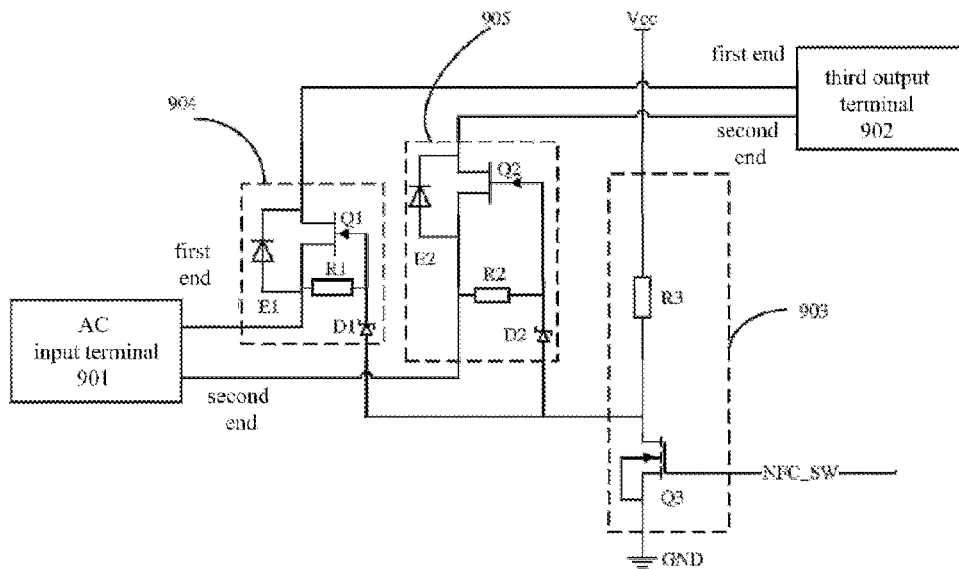 905
Vcc
first end
third output
terminal
902
second
end
904
Q2
Q1
first
end
E2
R1
R2
R3
903
E1
AC
input terminal
901
D1
D2
second
end
NFC_SW
Q3
GND